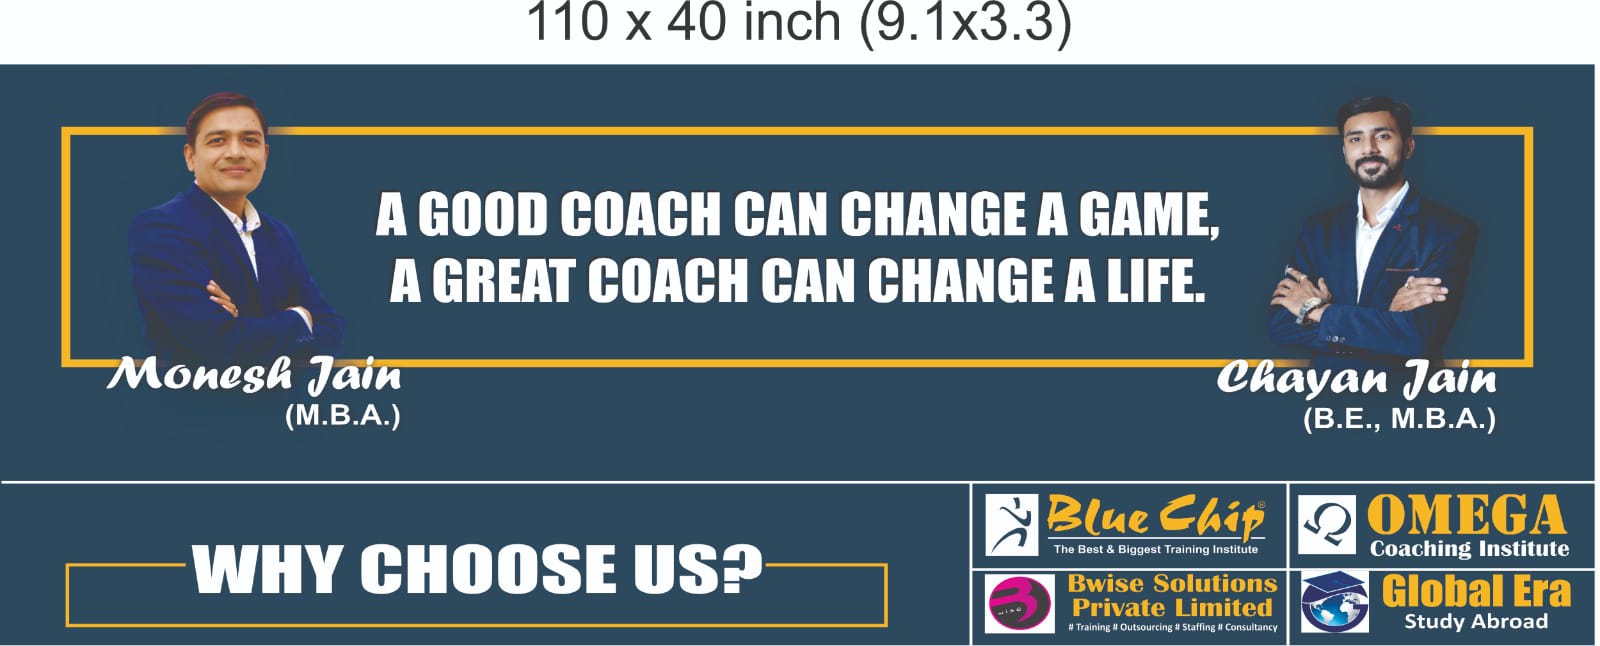 110 x 40 inch (9.1x3.3)
A GOOD COACH CAN CHANGE A GAME,
A GREAT COACH CAN CHANGE A LIFE.
Monesh Jain
(M.B.A.)
Chayan Jain
(B.E., M.B.A.)
WHY CHOOSE US?
Blue Chip®
The Best & Biggest Training Institute
OMEGA
Coaching Institute
Bwise Solutions
Private Limited
# Training # Outsourcing # Staffing # Consultancy
Global Era
Study Abroad